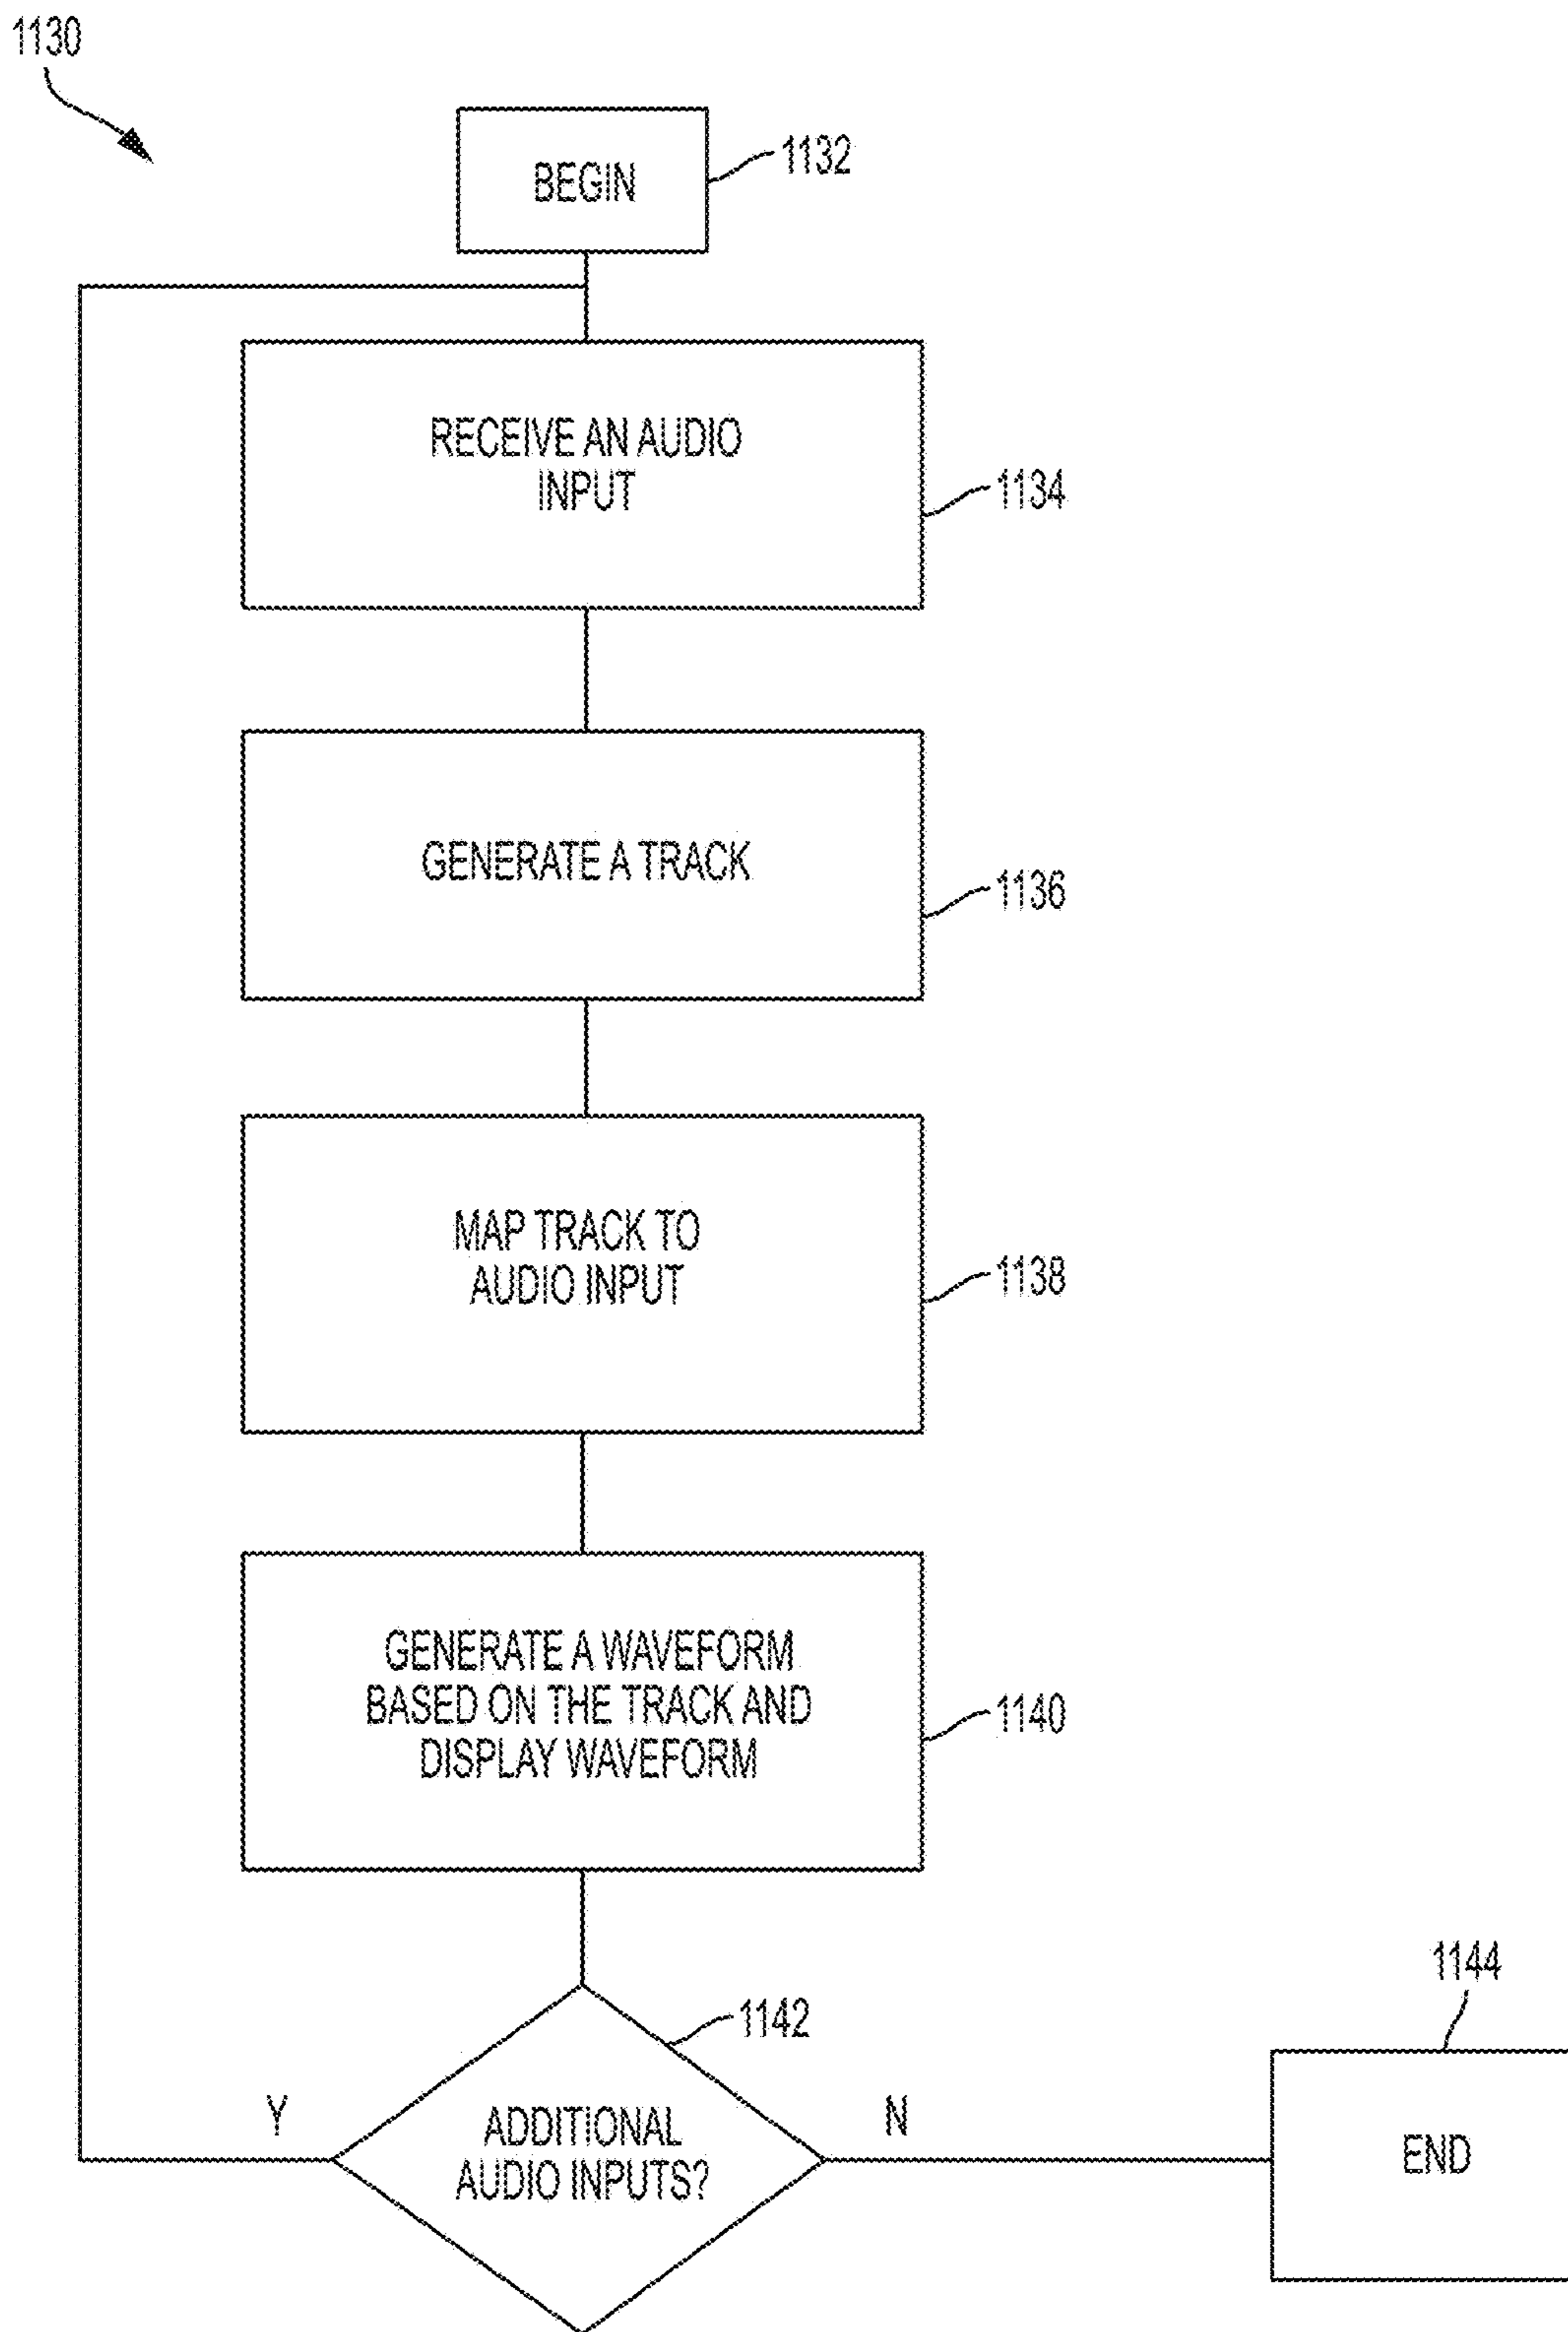 1130
BEGIN
1132
RECEIVE AN AUDIO
INPUT
1134
GENERATE A TRACK
1136
MAP TRACK TO
AUDIO INPUT
1138
GENERATE A WAVEFORM
BASED ON THE TRACK AND
DISPLAY WAVEFORM
1140
1142
1144
Y
ADDITIONAL
AUDIO INPUTS?
N
END